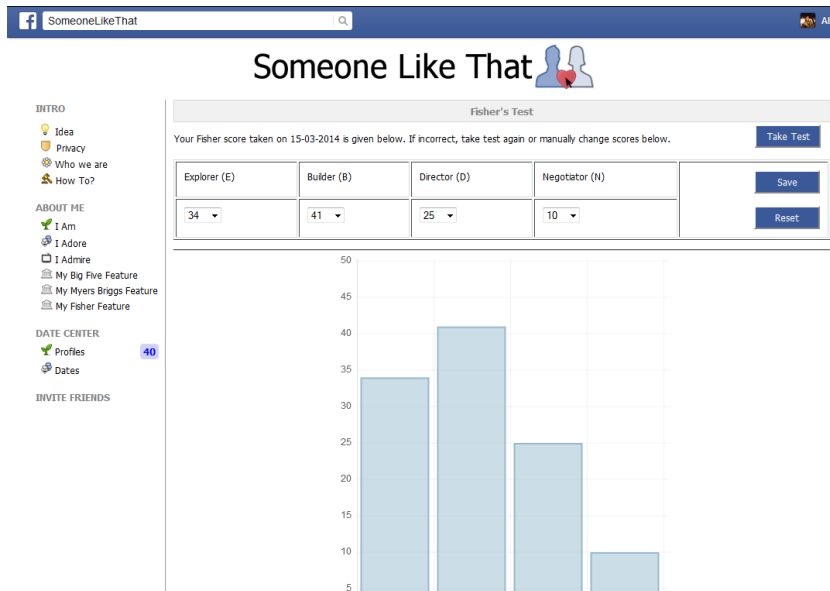 SomeoneLikeThat
Al
Someone Like That
INTRO
Idea
Privacy
Who we are
How To?
ABOUT ME
I Am
I Adore
I Admire
My Big Five Feature
My Myers Briggs Feature
My Fisher Feature
DATE CENTER
Profiles 40
Dates
INVITE FRIENDS
Fisher's Test
Your Fisher score taken on 15-03-2014 is given below. If incorrect, take test again or manually change scores below.
Take Test
Explorer (E) Builder (B) Director (D) Negotiator (N)
Save
34 41 25 10
Reset
50
45
40
35
30
25
20
15
10
5